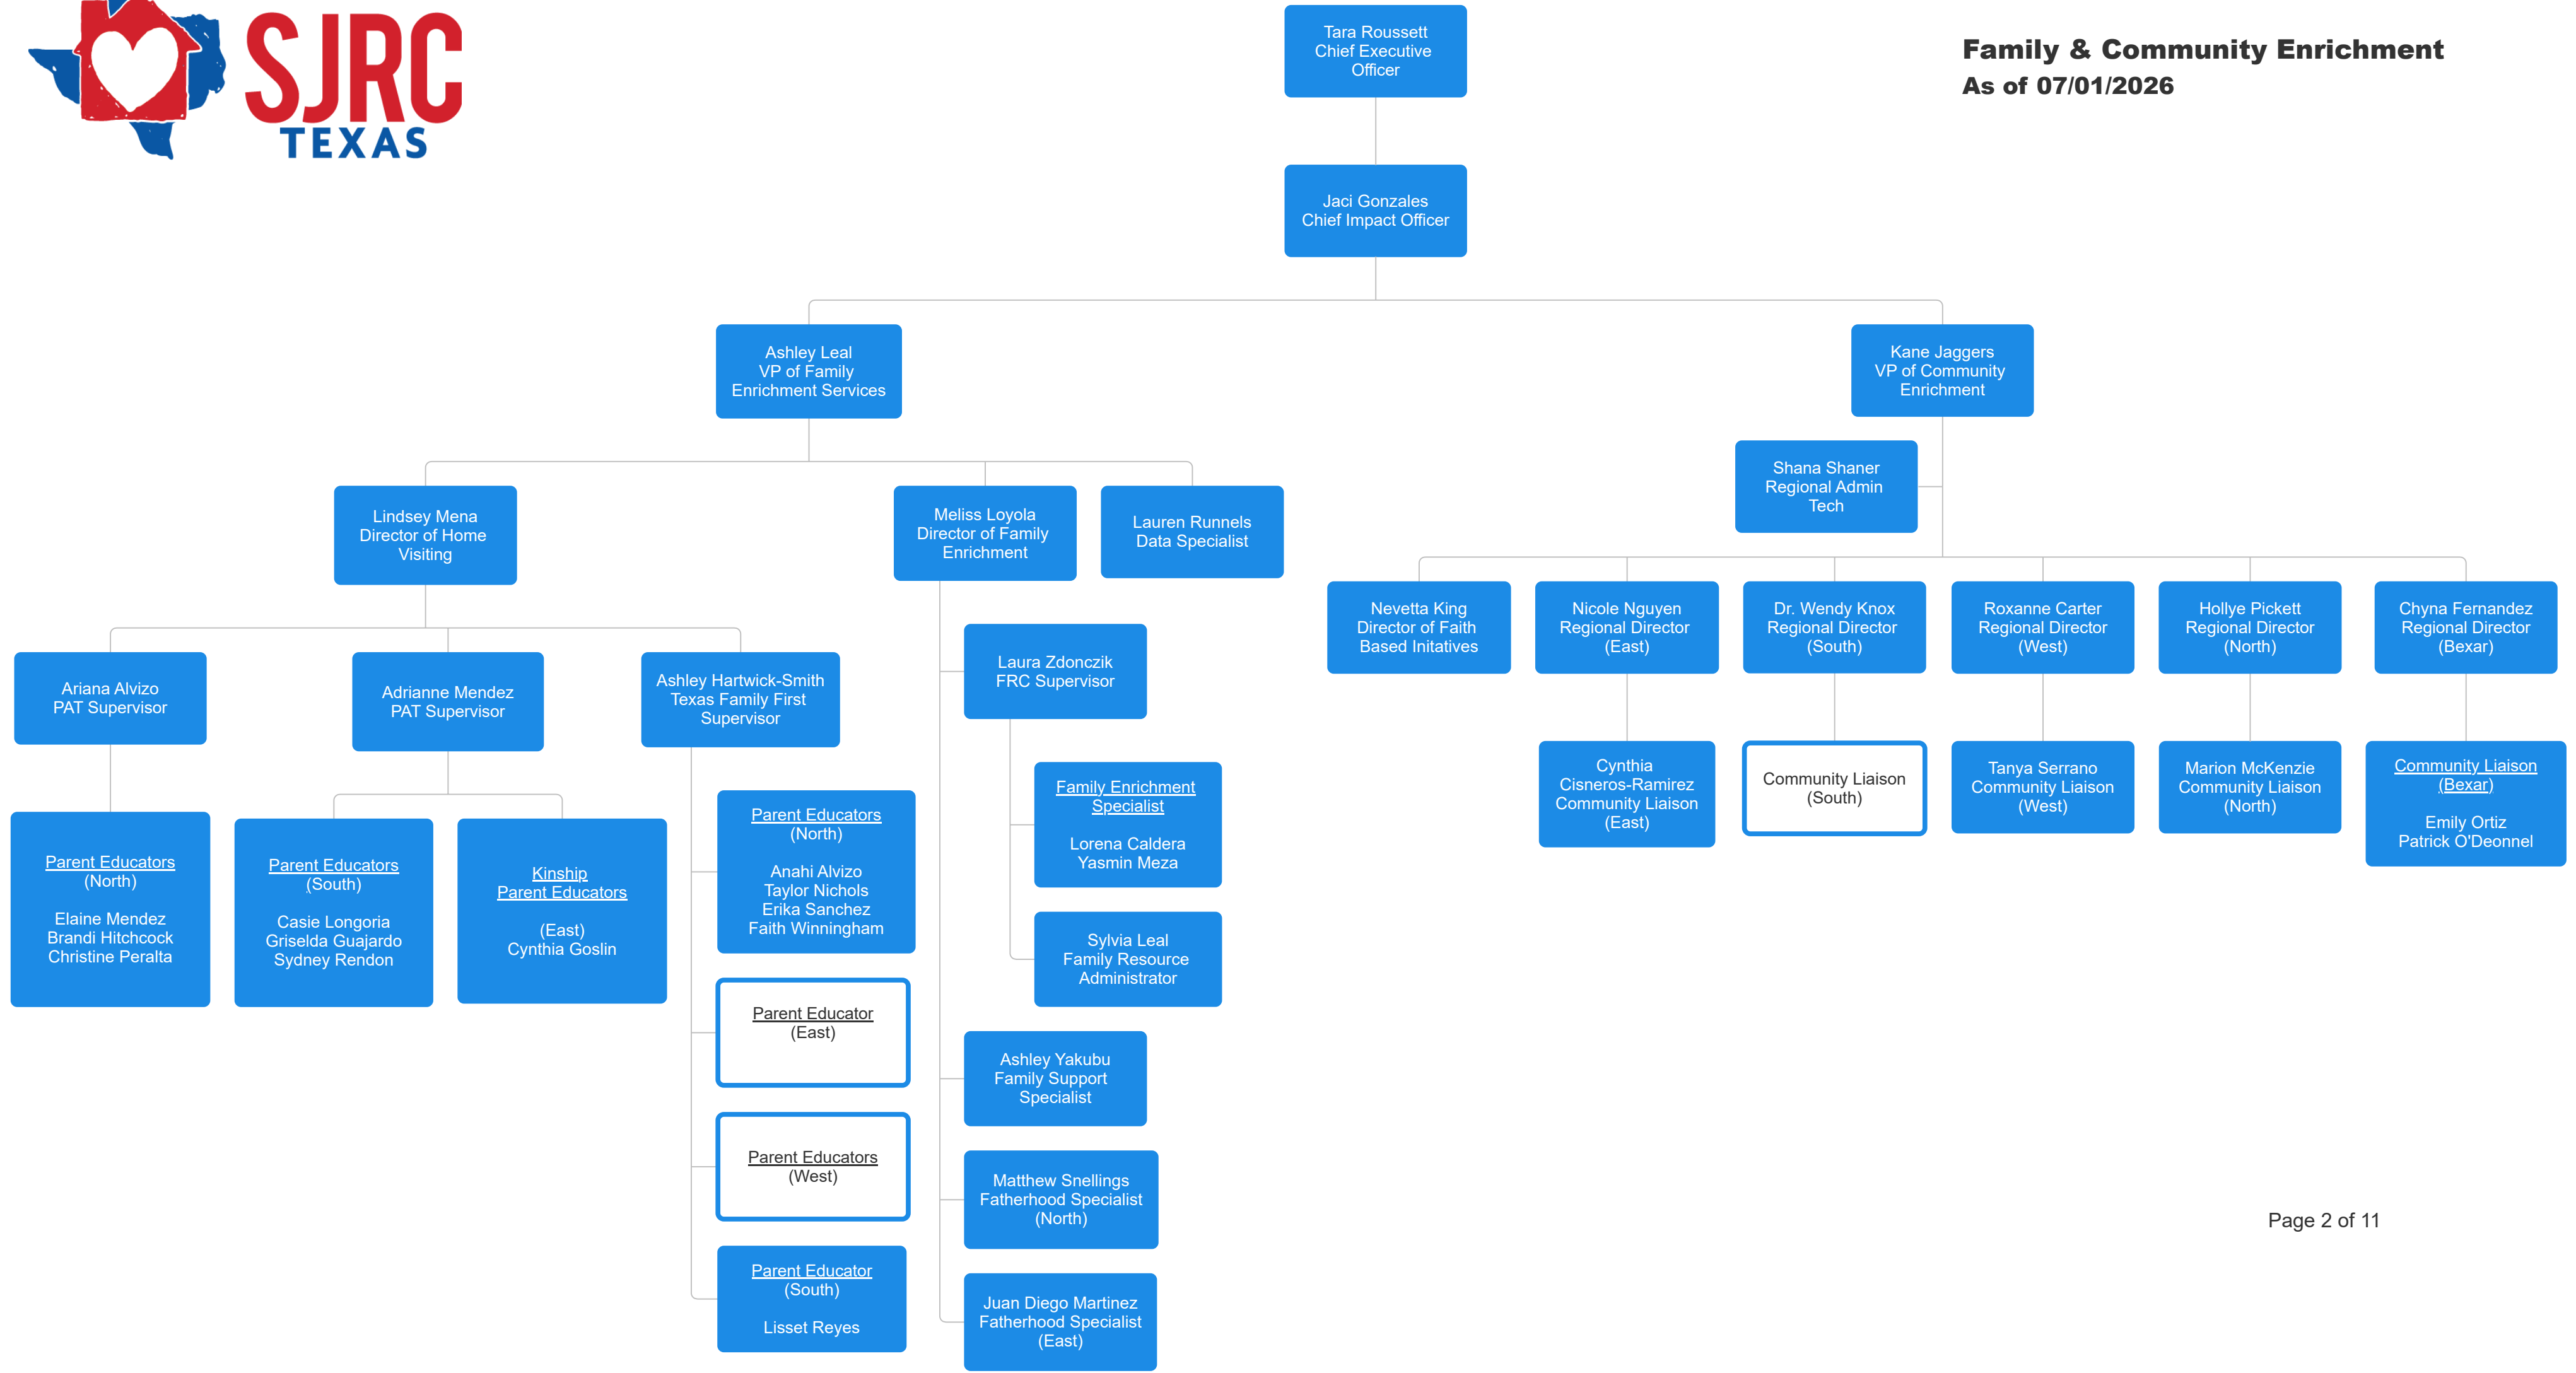 SJRC
TEXAS
Family & Community Enrichment
As of 07/01/2026
Tara Roussett
Chief Executive
Officer
Jaci Gonzales
Chief Impact Officer
Ashley Leal
VP of Family
Enrichment Services
Kane Jaggers
VP of Community
Enrichment
Shana Shaner
Regional Admin
Tech
Lindsey Mena
Director of Home
Visiting
Meliss Loyola
Director of Family
Enrichment
Lauren Runnels
Data Specialist
Nevetta King
Director of Faith
Based Initatives
Nicole Nguyen
Regional Director
(East)
Dr. Wendy Knox
Regional Director
(South)
Roxanne Carter
Regional Director
(West)
Hollye Pickett
Regional Director
(North)
Chyna Fernandez
Regional Director
(Bexar)
Ariana Alvizo
PAT Supervisor
Adrianne Mendez
PAT Supervisor
Ashley Hartwick-Smith
Texas Family First
Supervisor
Laura Zdonczik
FRC Supervisor
Cynthia
Cisneros-Ramirez
Community Liaison
(East)
Community Liaison
(South)
Tanya Serrano
Community Liaison
(West)
Marion McKenzie
Community Liaison
(North)
Community Liaison
(Bexar)
Emily Ortiz
Patrick O'Deonnel
Parent Educators
(North)
Elaine Mendez
Brandi Hitchcock
Christine Peralta
Parent Educators
(South)
Casie Longoria
Griselda Guajardo
Sydney Rendon
Kinship
Parent Educators
(East)
Cynthia Goslin
Parent Educators
(North)
Anahi Alvizo
Taylor Nichols
Erika Sanchez
Faith Winningham
Parent Educator
(East)
Parent Educators
(West)
Parent Educator
(South)
Lisset Reyes
Family Enrichment
Specialist
Lorena Caldera
Yasmin Meza
Sylvia Leal
Family Resource
Administrator
Ashley Yakubu
Family Support
Specialist
Matthew Snellings
Fatherhood Specialist
(North)
Juan Diego Martinez
Fatherhood Specialist
(East)
Page 2 of 11